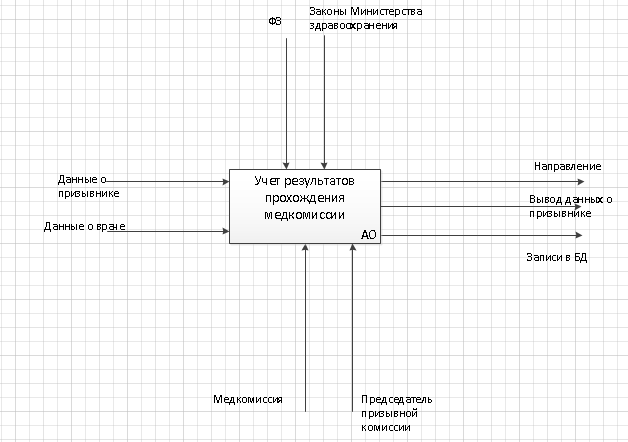 ФЗ
Законы Министерства
здравоохранения
Данные о
призывнике
Данные о враче
Учет результатов
прохождения
медкомиссии
АО
Направление
Вывод данных о
призывнике
Записи в БД
Медкомиссия
Председатель
призывной
комиссии